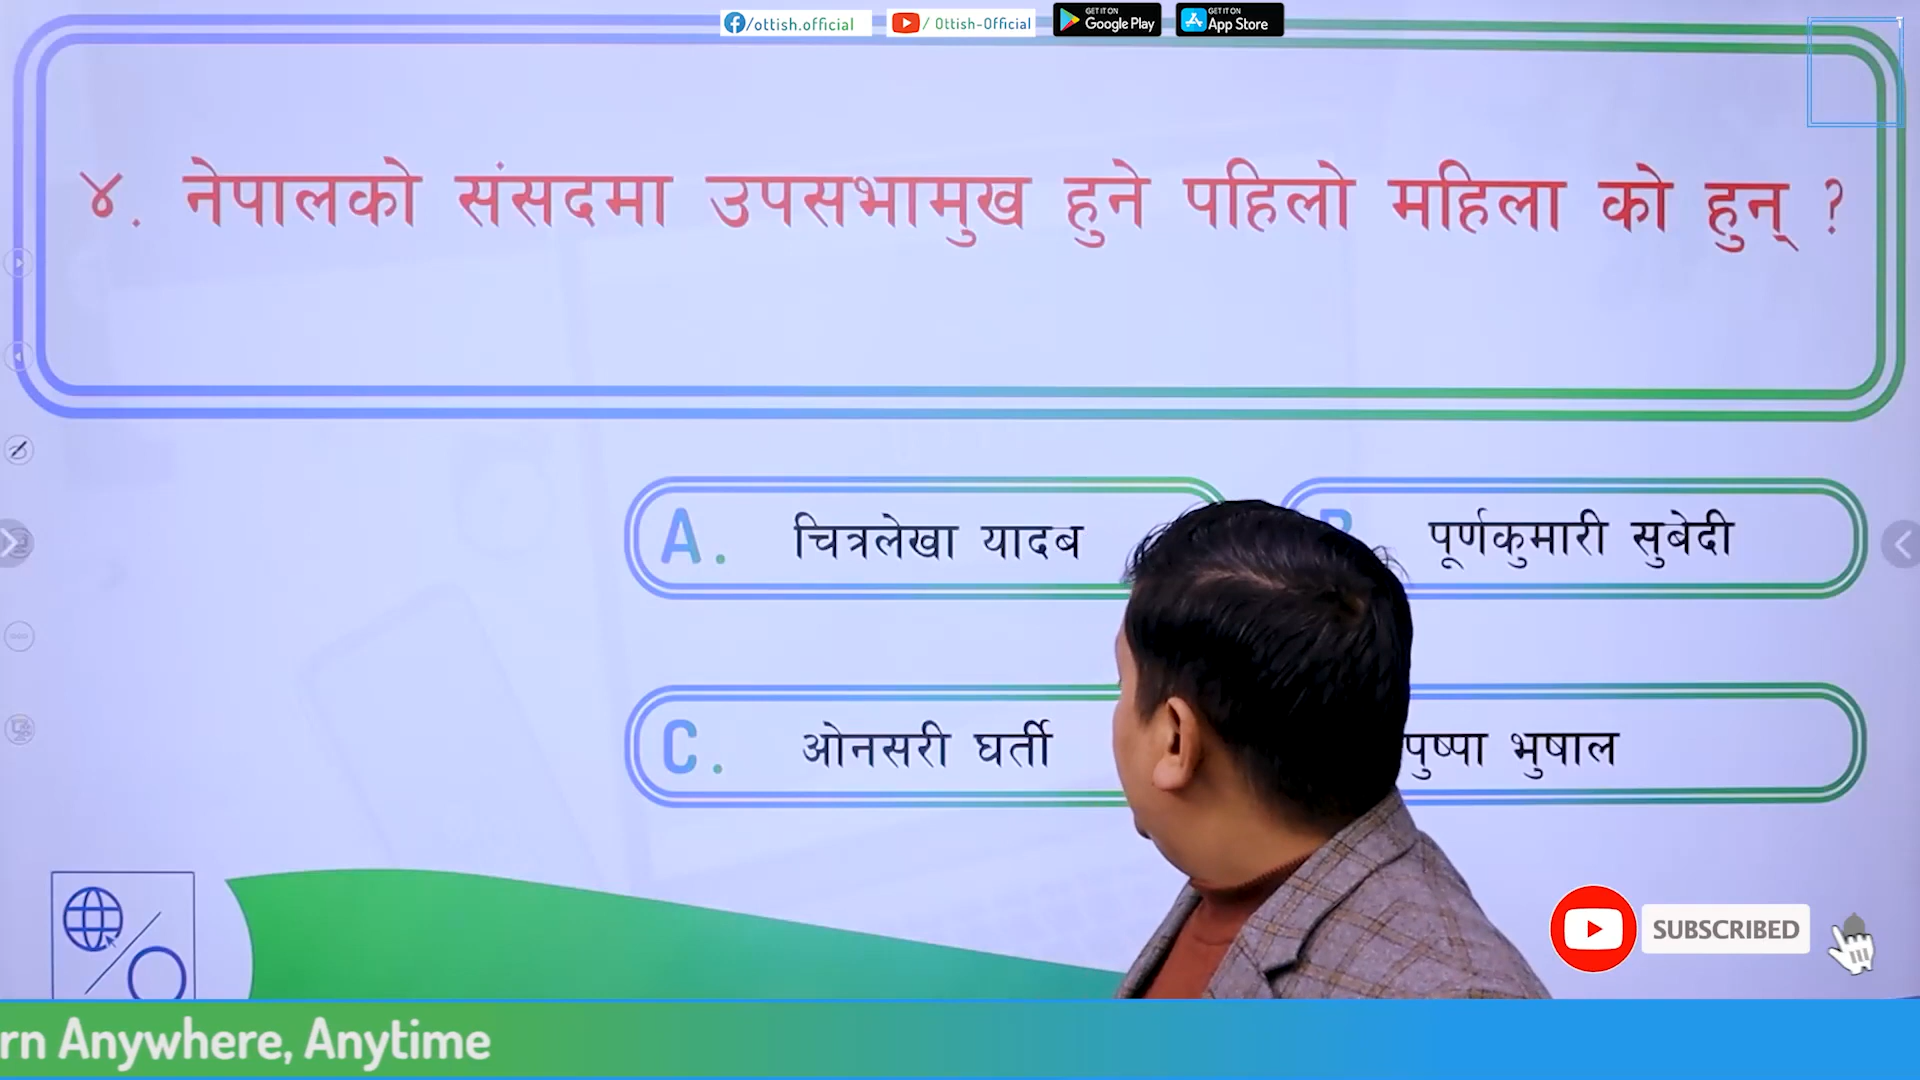 /ottish.official
/ Ottish-Official
GET IT ON
Google Play
GET IT ON
App Store
४. नेपालको संसदमा उपसभामुख हुने पहिलो महिला को हुन् ?
A. चित्रलेखा यादब
B पूर्णकुमारी सुबेदी
C. ओनसरी घर्ती
पुष्पा भुषाल
SUBSCRIBED
rn Anywhere, Anytime